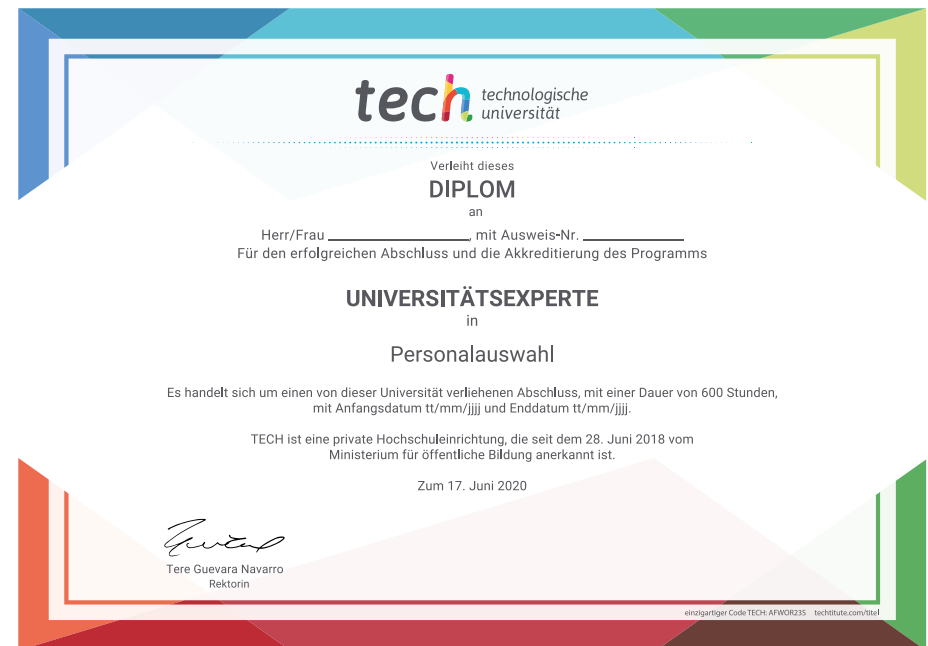 tech technologische
universität
Verleiht dieses
DIPLOM
an
Herr/Frau ____________, mit Ausweis-Nr. ____________
Für den erfolgreichen Abschluss und die Akkreditierung des Programms
UNIVERSITÄTSEXPERTE
in
Personalauswahl
Es handelt sich um einen von dieser Universität verliehenen Abschluss, mit einer Dauer von 600 Stunden,
mit Anfangsdatum tt/mm/jjjj und Enddatum tt/mm/jjjj.
TECH ist eine private Hochschuleinrichtung, die seit dem 28. Juni 2018 vom
Ministerium für öffentliche Bildung anerkannt ist.
Zum 17. Juni 2020
Tere Guevara Navarro
Rektorin
einzigartiger Code TECH: AFWOR235 techtitute.com/titel